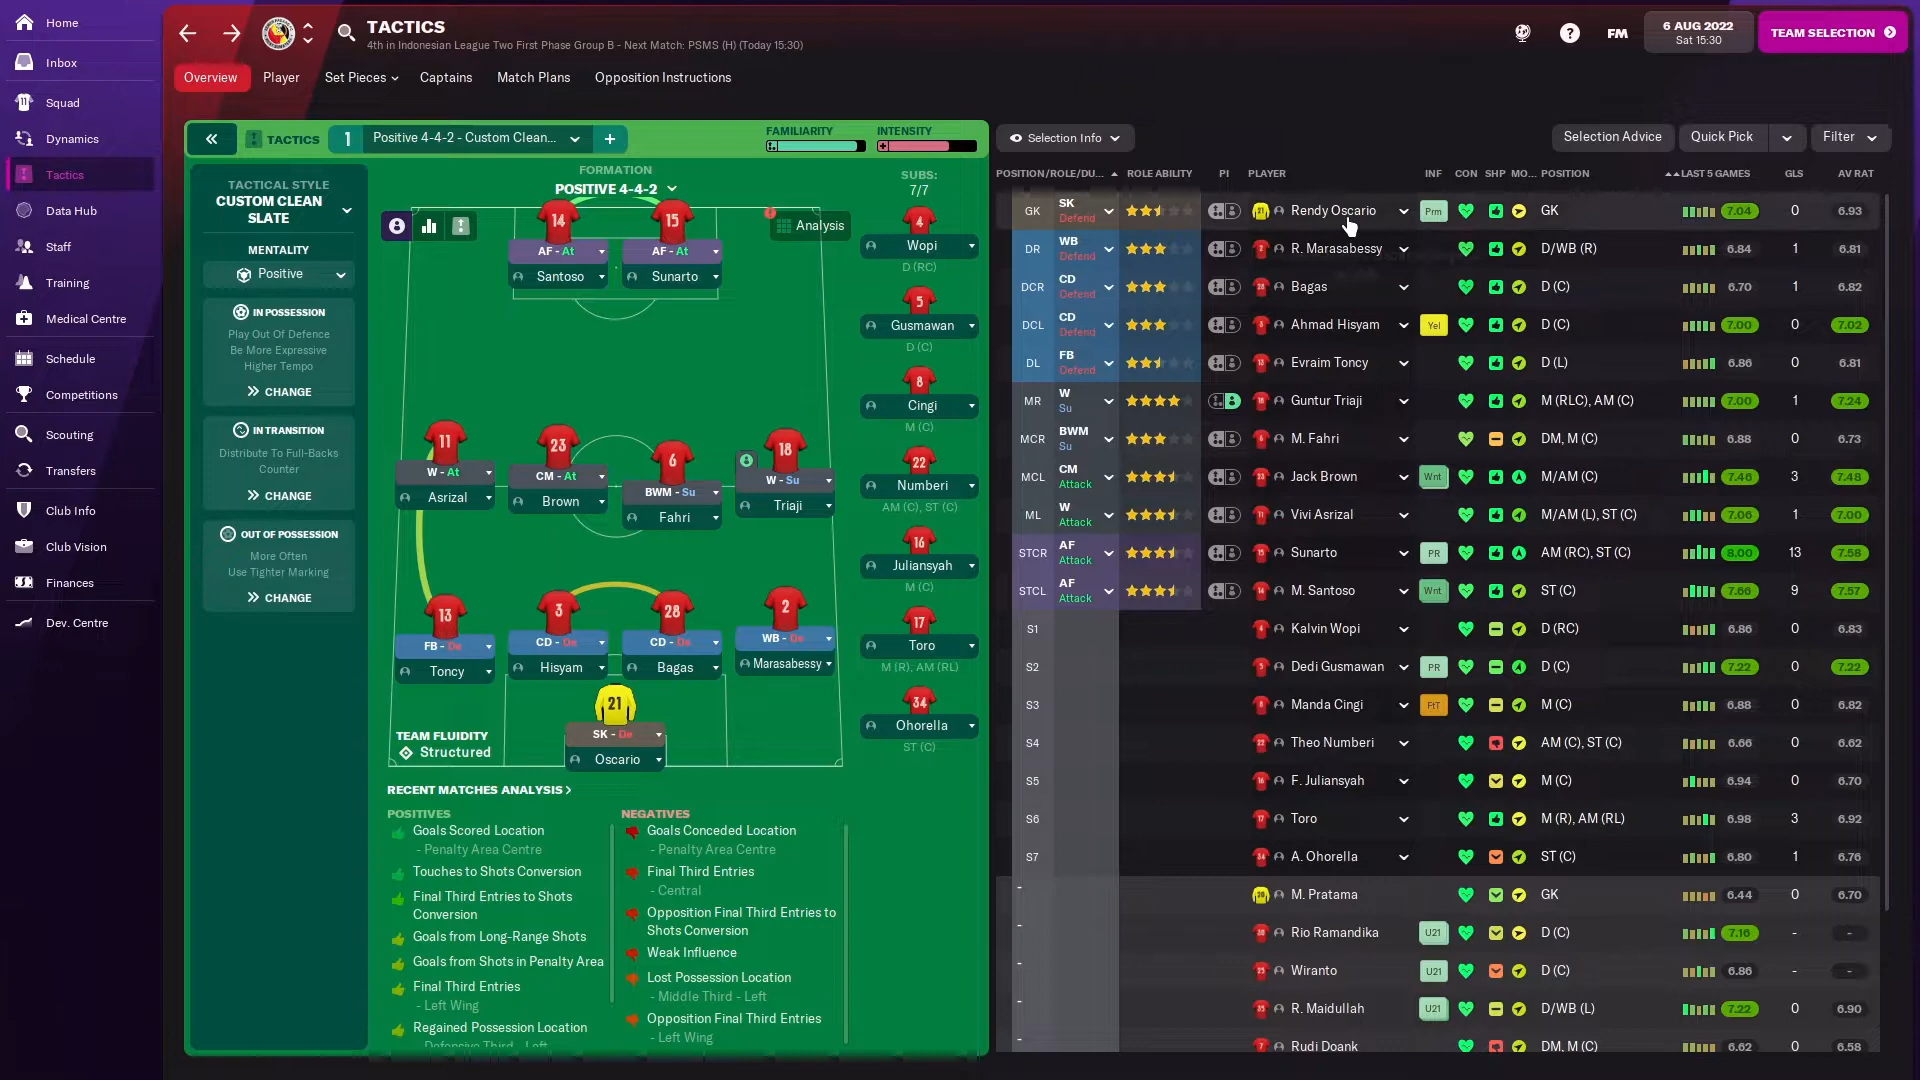 Home
Inbox
Squad
Dynamics
Tactics
Data Hub
Staff
Training
Medical Centre
Schedule
Competitions
Scouting
Transfers
Club Info
Club Vision
Finances
Dev. Centre
TACTICS
4th in Indonesian League Two First Phase Group B - Next Match: PSMS (H) (Today 15:30)
FM
6 AUG 2022
Sat 15:30
TEAM SELECTION
Overview Player Set Pieces Captains Match Plans Opposition Instructions
TACTICS 1 Positive 4-4-2 - Custom Clean... +
FAMILIARITY
INTENSITY
TACTICAL STYLE
CUSTOM CLEAN
SLATE
MENTALITY
Positive
IN POSSESSION
Play Out Of Defence
Be More Expressive
Higher Tempo
CHANGE
IN TRANSITION
Distribute To Full-Backs
Counter
CHANGE
OUT OF POSSESSION
More Often
Use Tighter Marking
CHANGE
FORMATION
POSITIVE 4-4-2
Analysis
14 15
AF - At AF - At
Santoso Sunarto
11 23 6 18
W - At CM - At BWM - Su W - Su
Asrizal Brown Fahri Triaji
13 3 28 2
FB - De CD - De CD - De WB - De
Toncy Hisyam Bagas Marasabessy
21
SK - De
Oscario
TEAM FLUIDITY
Structured
SUBS:
7/7
4
Wopi
D (RC)
5
Gusmawan
D (C)
8
Cingi
M (C)
22
Numberi
AM (C), ST (C)
16
Juliansyah
M (C)
17
Toro
M (R), AM (RL)
34
Ohorella
ST (C)
RECENT MATCHES ANALYSIS >
POSITIVES
Goals Scored Location
- Penalty Area Centre
Touches to Shots Conversion
Final Third Entries to Shots
Conversion
Goals from Long-Range Shots
Goals from Shots in Penalty Area
Final Third Entries
- Left Wing
Regained Possession Location
- Defensive Third - Left
NEGATIVES
Goals Conceded Location
- Penalty Area Centre
Final Third Entries
- Central
Opposition Final Third Entries to
Shots Conversion
Weak Influence
Lost Possession Location
- Middle Third - Left
Opposition Final Third Entries
- Left Wing
Selection Info
Selection Advice Quick Pick Filter
POSITION/ROLE/DU... ROLE ABILITY PI PLAYER INF CON SHP MO... POSITION LAST 5 GAMES GLS AV RAT
GK SK Defend Rendy Oscario Prm GK 7.04 0 6.93
DR WB Defend R. Marasabessy D/WB (R) 6.84 1 6.81
DCR CD Defend Bagas D (C) 6.70 1 6.82
DCL CD Defend Ahmad Hisyam Yel D (C) 7.00 0 7.02
DL FB Defend Evraim Toncy D (L) 6.86 0 6.81
MR W Su Guntur Triaji M (RLC), AM (C) 7.00 1 7.24
MCR BWM Su M. Fahri DM, M (C) 6.88 0 6.73
MCL CM Attack Jack Brown Wnt M/AM (C) 7.46 3 7.48
ML W Attack Vivi Asrizal M/AM (L), ST (C) 7.06 1 7.00
STCR AF Attack Sunarto PR AM (RC), ST (C) 8.00 13 7.58
STCL AF Attack M. Santoso Wnt ST (C) 7.66 9 7.57
S1 Kalvin Wopi D (RC) 6.86 0 6.83
S2 Dedi Gusmawan PR D (C) 7.22 0 7.22
S3 Manda Cingi FtT M (C) 6.88 0 6.82
S4 Theo Numberi AM (C), ST (C) 6.66 0 6.62
S5 F. Juliansyah M (C) 6.94 0 6.70
S6 Toro M (R), AM (RL) 6.98 3 6.92
S7 A. Ohorella ST (C) 6.80 1 6.76
- M. Pratama GK 6.44 0 6.70
- Rio Ramandika U21 D (C) 7.16 - -
- Wiranto U21 D (C) 6.86 - -
- R. Maidullah U21 D/WB (L) 7.22 0 6.90
- Rudi Doank DM, M (C) 6.62 0 6.58